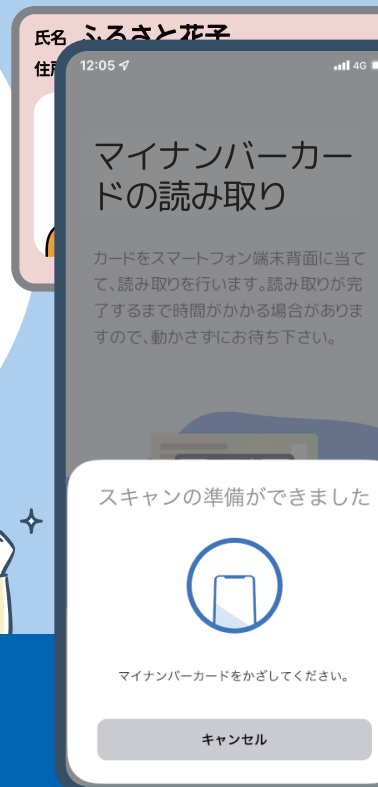 氏名 ふるさと花子
住所
12:05
4G
マイナンバーカー
ドの読み取り
カードをスマートフォン端末背面に当て
て、読み取りを行います。読み取りが完
了するまで時間がかかる場合がありま
すので、動かさずにお待ち下さい。
スキャンの準備ができました
マイナンバーカードをかざしてください。
キャンセル